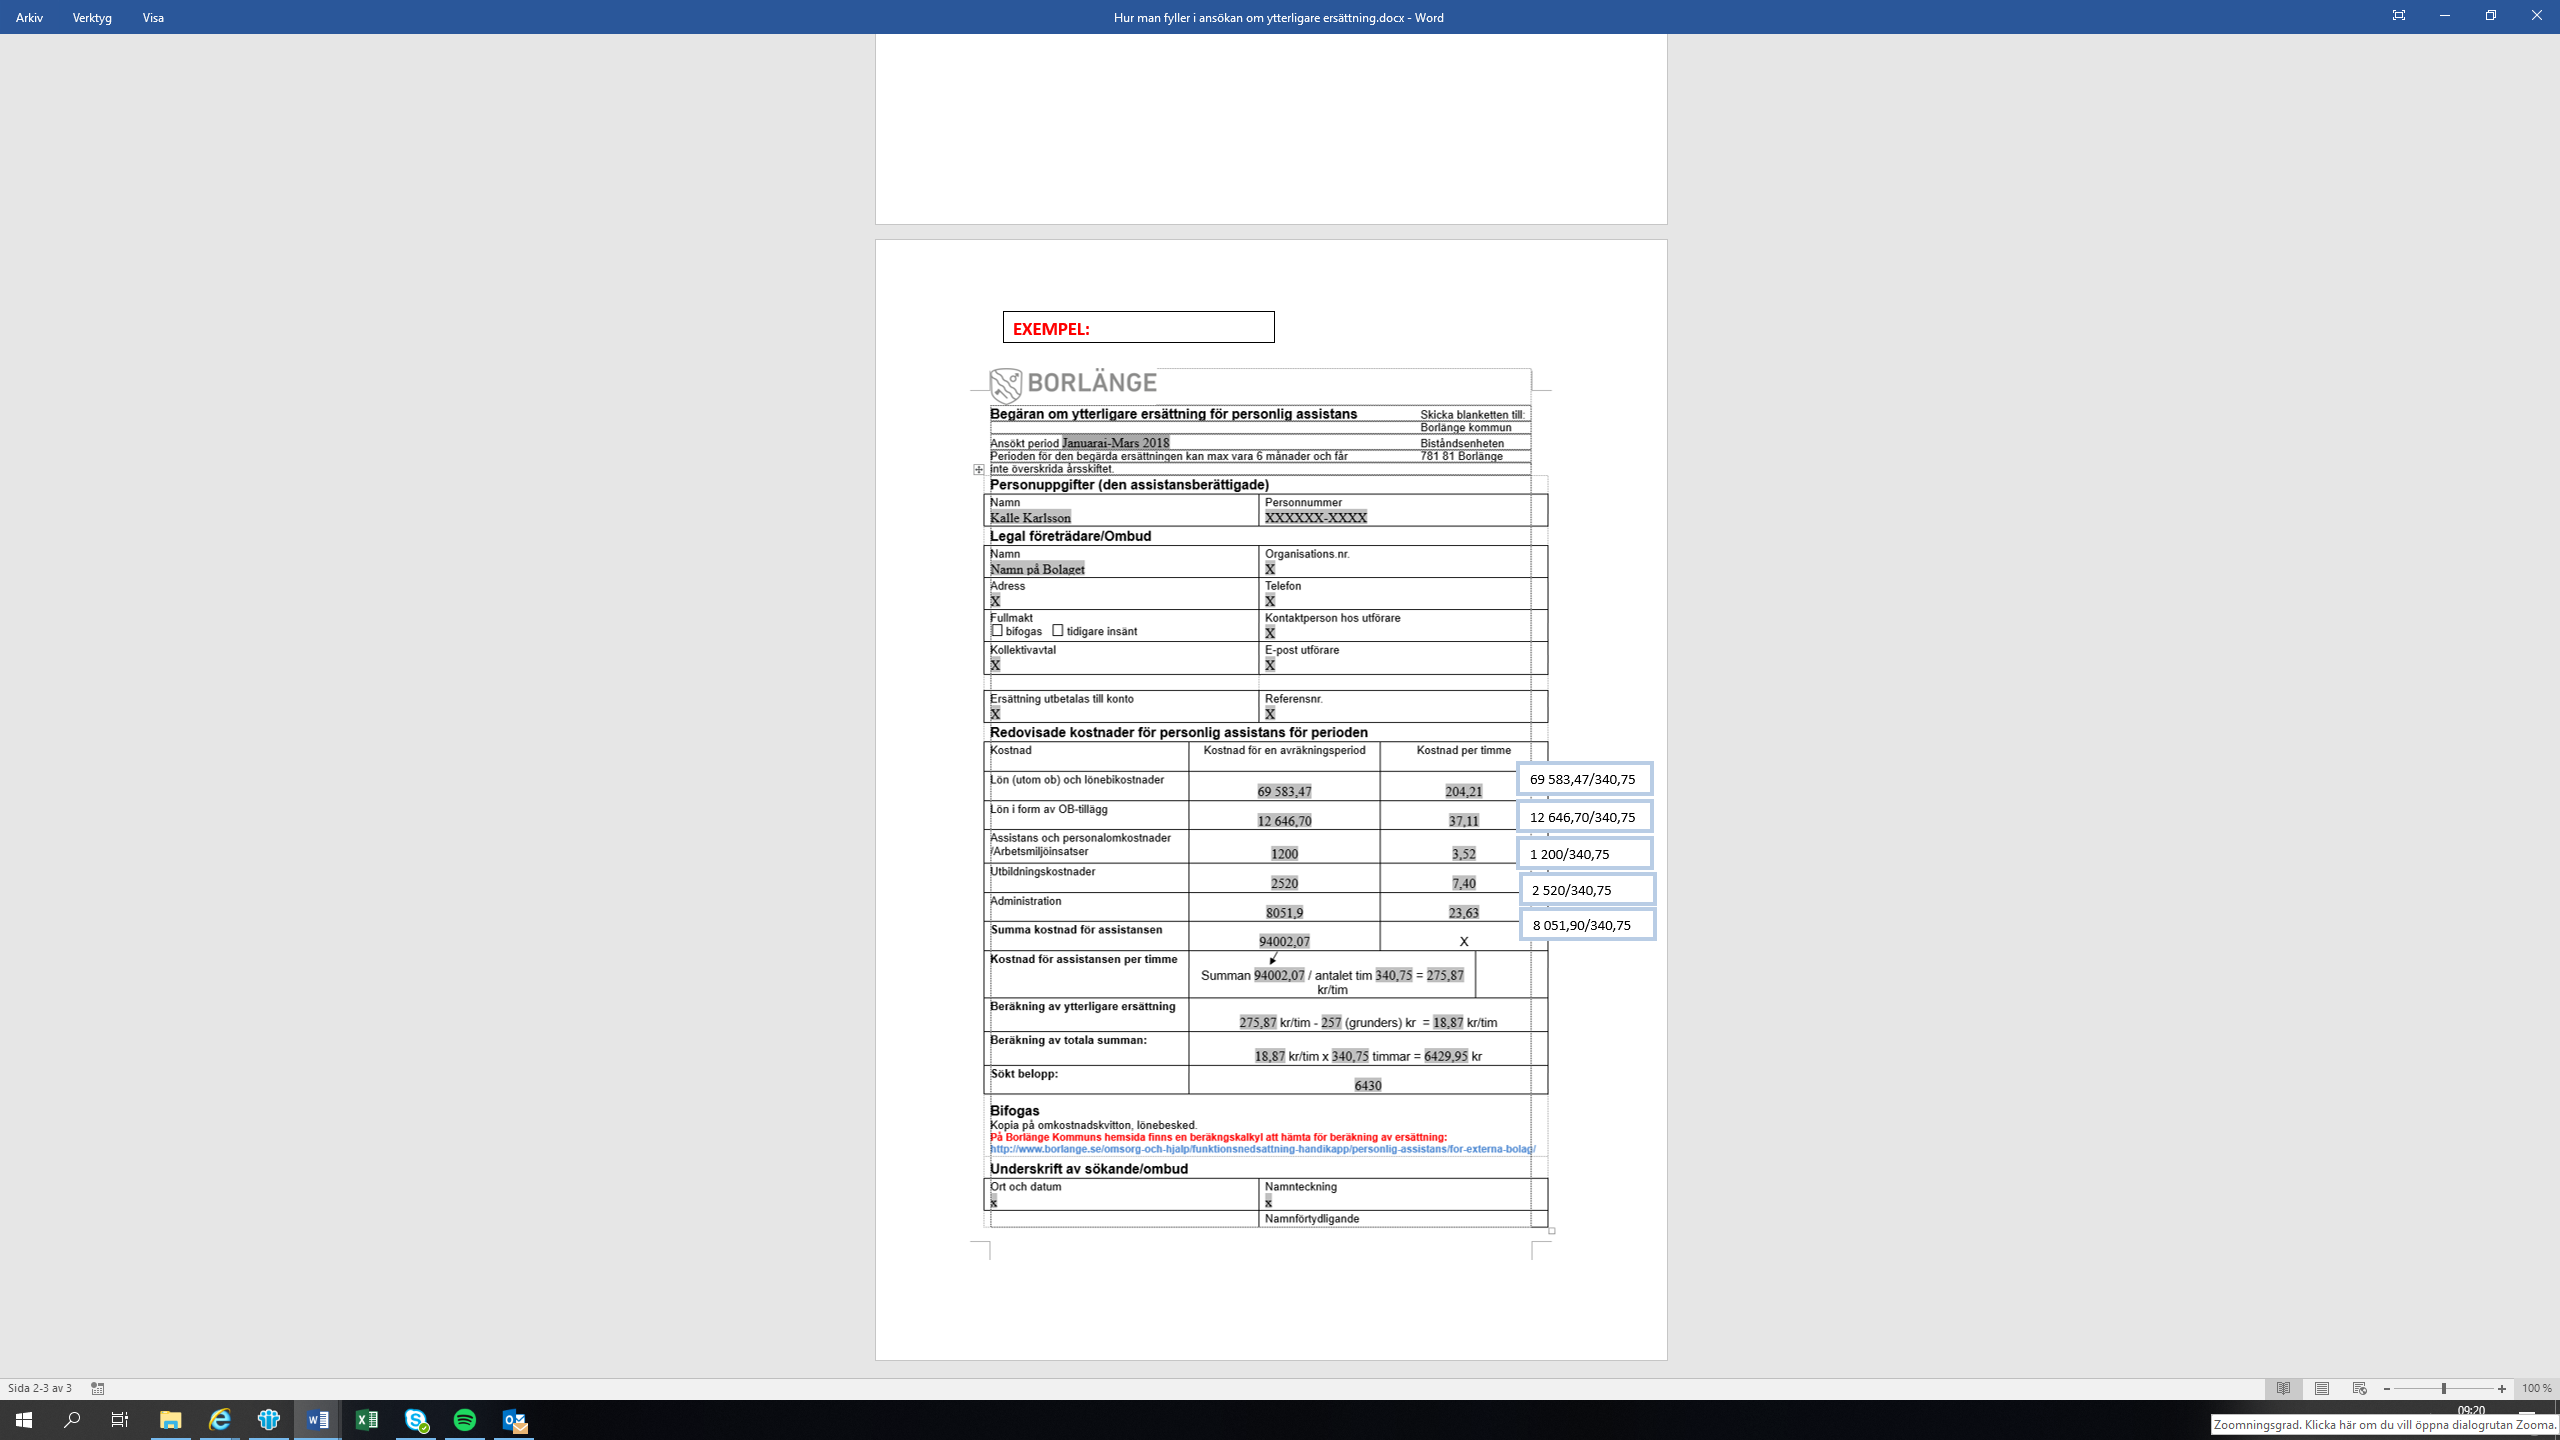 Arkiv Verktyg Visa Hur man fyller i ansökan om ytterligare ersättning.docx - Word
EXEMPEL:
BORLÄNGE
Begäran om ytterligare ersättning för personlig assistans Skicka blanketten till:
Borlänge kommun
Ansökt period Januarai-Mars 2018 Biståndsenheten
Perioden för den begärda ersättningen kan max vara 6 månader och får 781 81 Borlänge
inte överskrida årsskiftet.
Personuppgifter (den assistansberättigade)
Namn Personnummer
Kalle Karlsson XXXXXX-XXXX
Legal företrädare/Ombud
Namn Organisations.nr.
Namn på Bolaget X
Adress Telefon
X X
Fullmakt Kontaktperson hos utförare
bifogas tidigare insänt X
Kollektivavtal E-post utförare
X X
Ersättning utbetalas till konto Referensnr.
X X
Redovisade kostnader för personlig assistans för perioden
Kostnad Kostnad för en avräkningsperiod Kostnad per timme
Lön (utom ob) och lönebikostnader 69 583,47 204,21 69 583,47/340,75
Lön i form av OB-tillägg 12 646,70 37,11 12 646,70/340,75
Assistans och personalomkostnader
/Arbetsmiljöinsatser 1200 3,52 1 200/340,75
Utbildningskostnader 2520 7,40 2 520/340,75
Administration 8051,9 23,63 8 051,90/340,75
Summa kostnad för assistansen 94002,07 X
Kostnad för assistansen per timme
Summan 94002,07 / antalet tim 340,75 = 275,87
kr/tim
Beräkning av ytterligare ersättning
275,87 kr/tim - 257 (grunders) kr = 18,87 kr/tim
Beräkning av totala summan:
18,87 kr/tim x 340,75 timmar = 6429,95 kr
Sökt belopp:
6430
Bifogas
Kopia på omkostnadskvitton, lönebesked.
På Borlänge Kommuns hemsida finns en beräkngskalkyl att hämta för beräkning av ersättning:
http://www.borlange.se/omsorg-och-hjalp/funktionsnedsattning-handikapp/personlig-assistans/for-externa-bolag/
Underskrift av sökande/ombud
Ort och datum Namnteckning
x x
Namnförtydligande
Sida 2-3 av 3 100 %
09:20
Zoomningsgrad. Klicka här om du vill öppna dialogrutan Zooma.